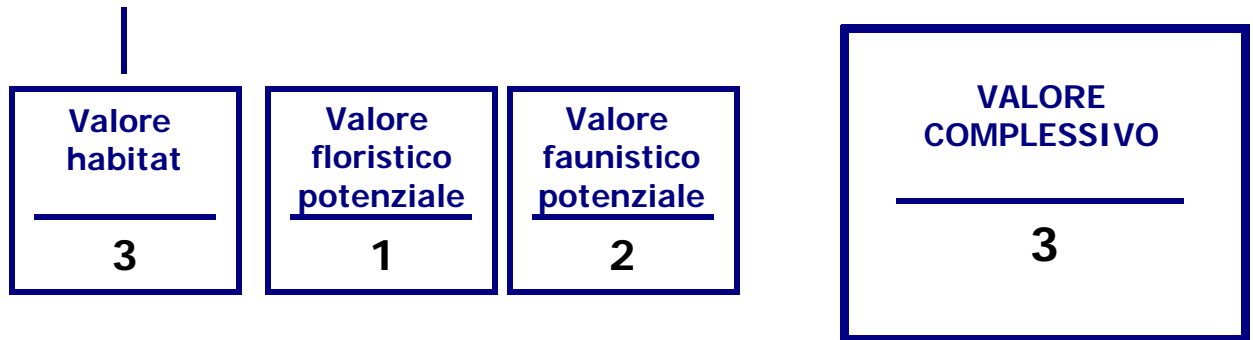 Valore
habitat
3
Valore
floristico
potenziale
1
Valore
faunistico
potenziale
2
VALORE
COMPLESSIVO
3